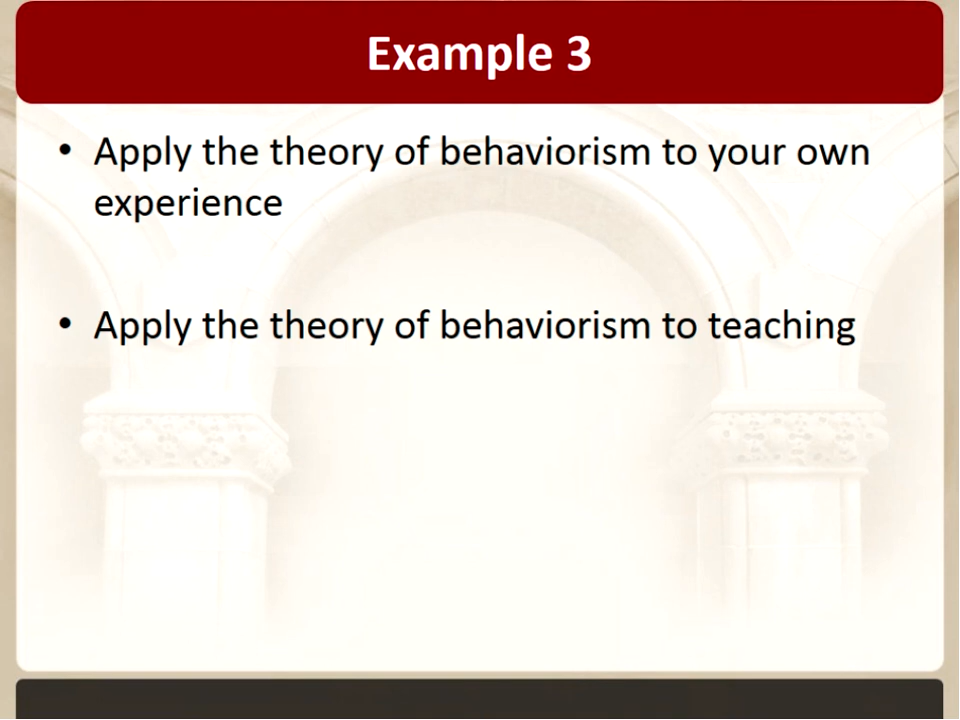 Example 3
• Apply the theory of behaviorism to your own
experience
• Apply the theory of behaviorism to teaching